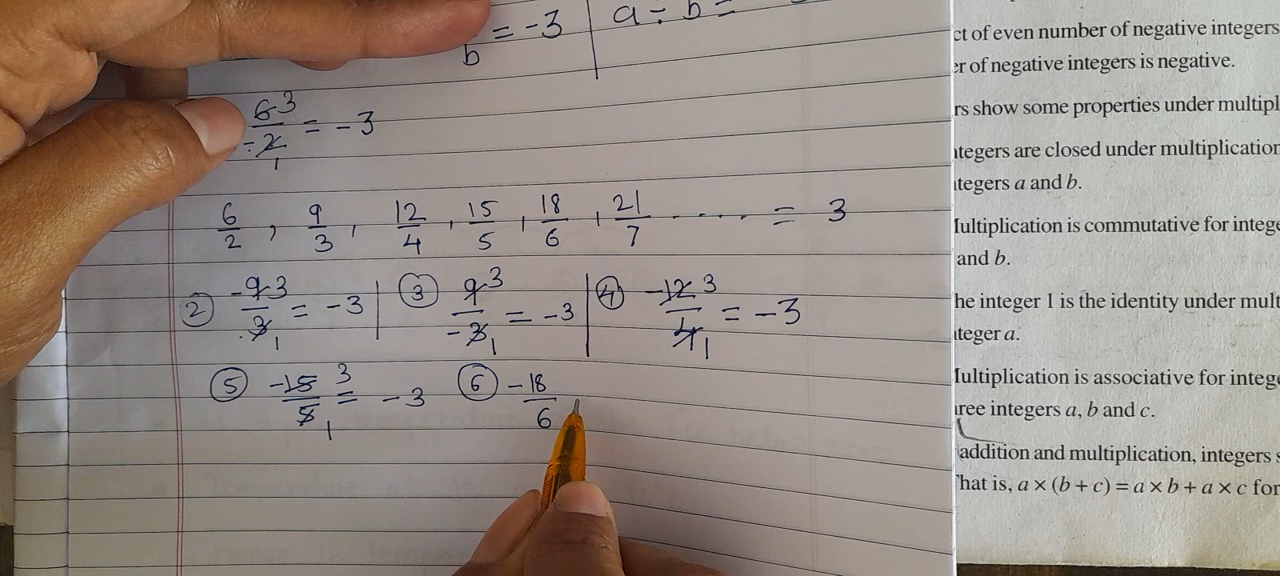 b = -3 | a ÷ b =
6 3 / -2 1 = -3
6/2 , 9/3 , 12/4 , 15/5 , 18/6 , 21/7 ..... = 3
② -9 3 / 3 1 = -3 | ③ 9 3 / -3 1 = -3 | ④ -12 3 / 4 1 = -3
⑤ -15 3 / 5 1 = -3 ⑥ -18 / 6
ct of even number of negative integers
er of negative integers is negative.
rs show some properties under multipl
ntegers are closed under multiplication
ntegers a and b.
Multiplication is commutative for intege
and b.
he integer 1 is the identity under mult
nteger a.
Multiplication is associative for intege
ree integers a, b and c.
addition and multiplication, integers s
That is, a × (b + c) = a × b + a × c for